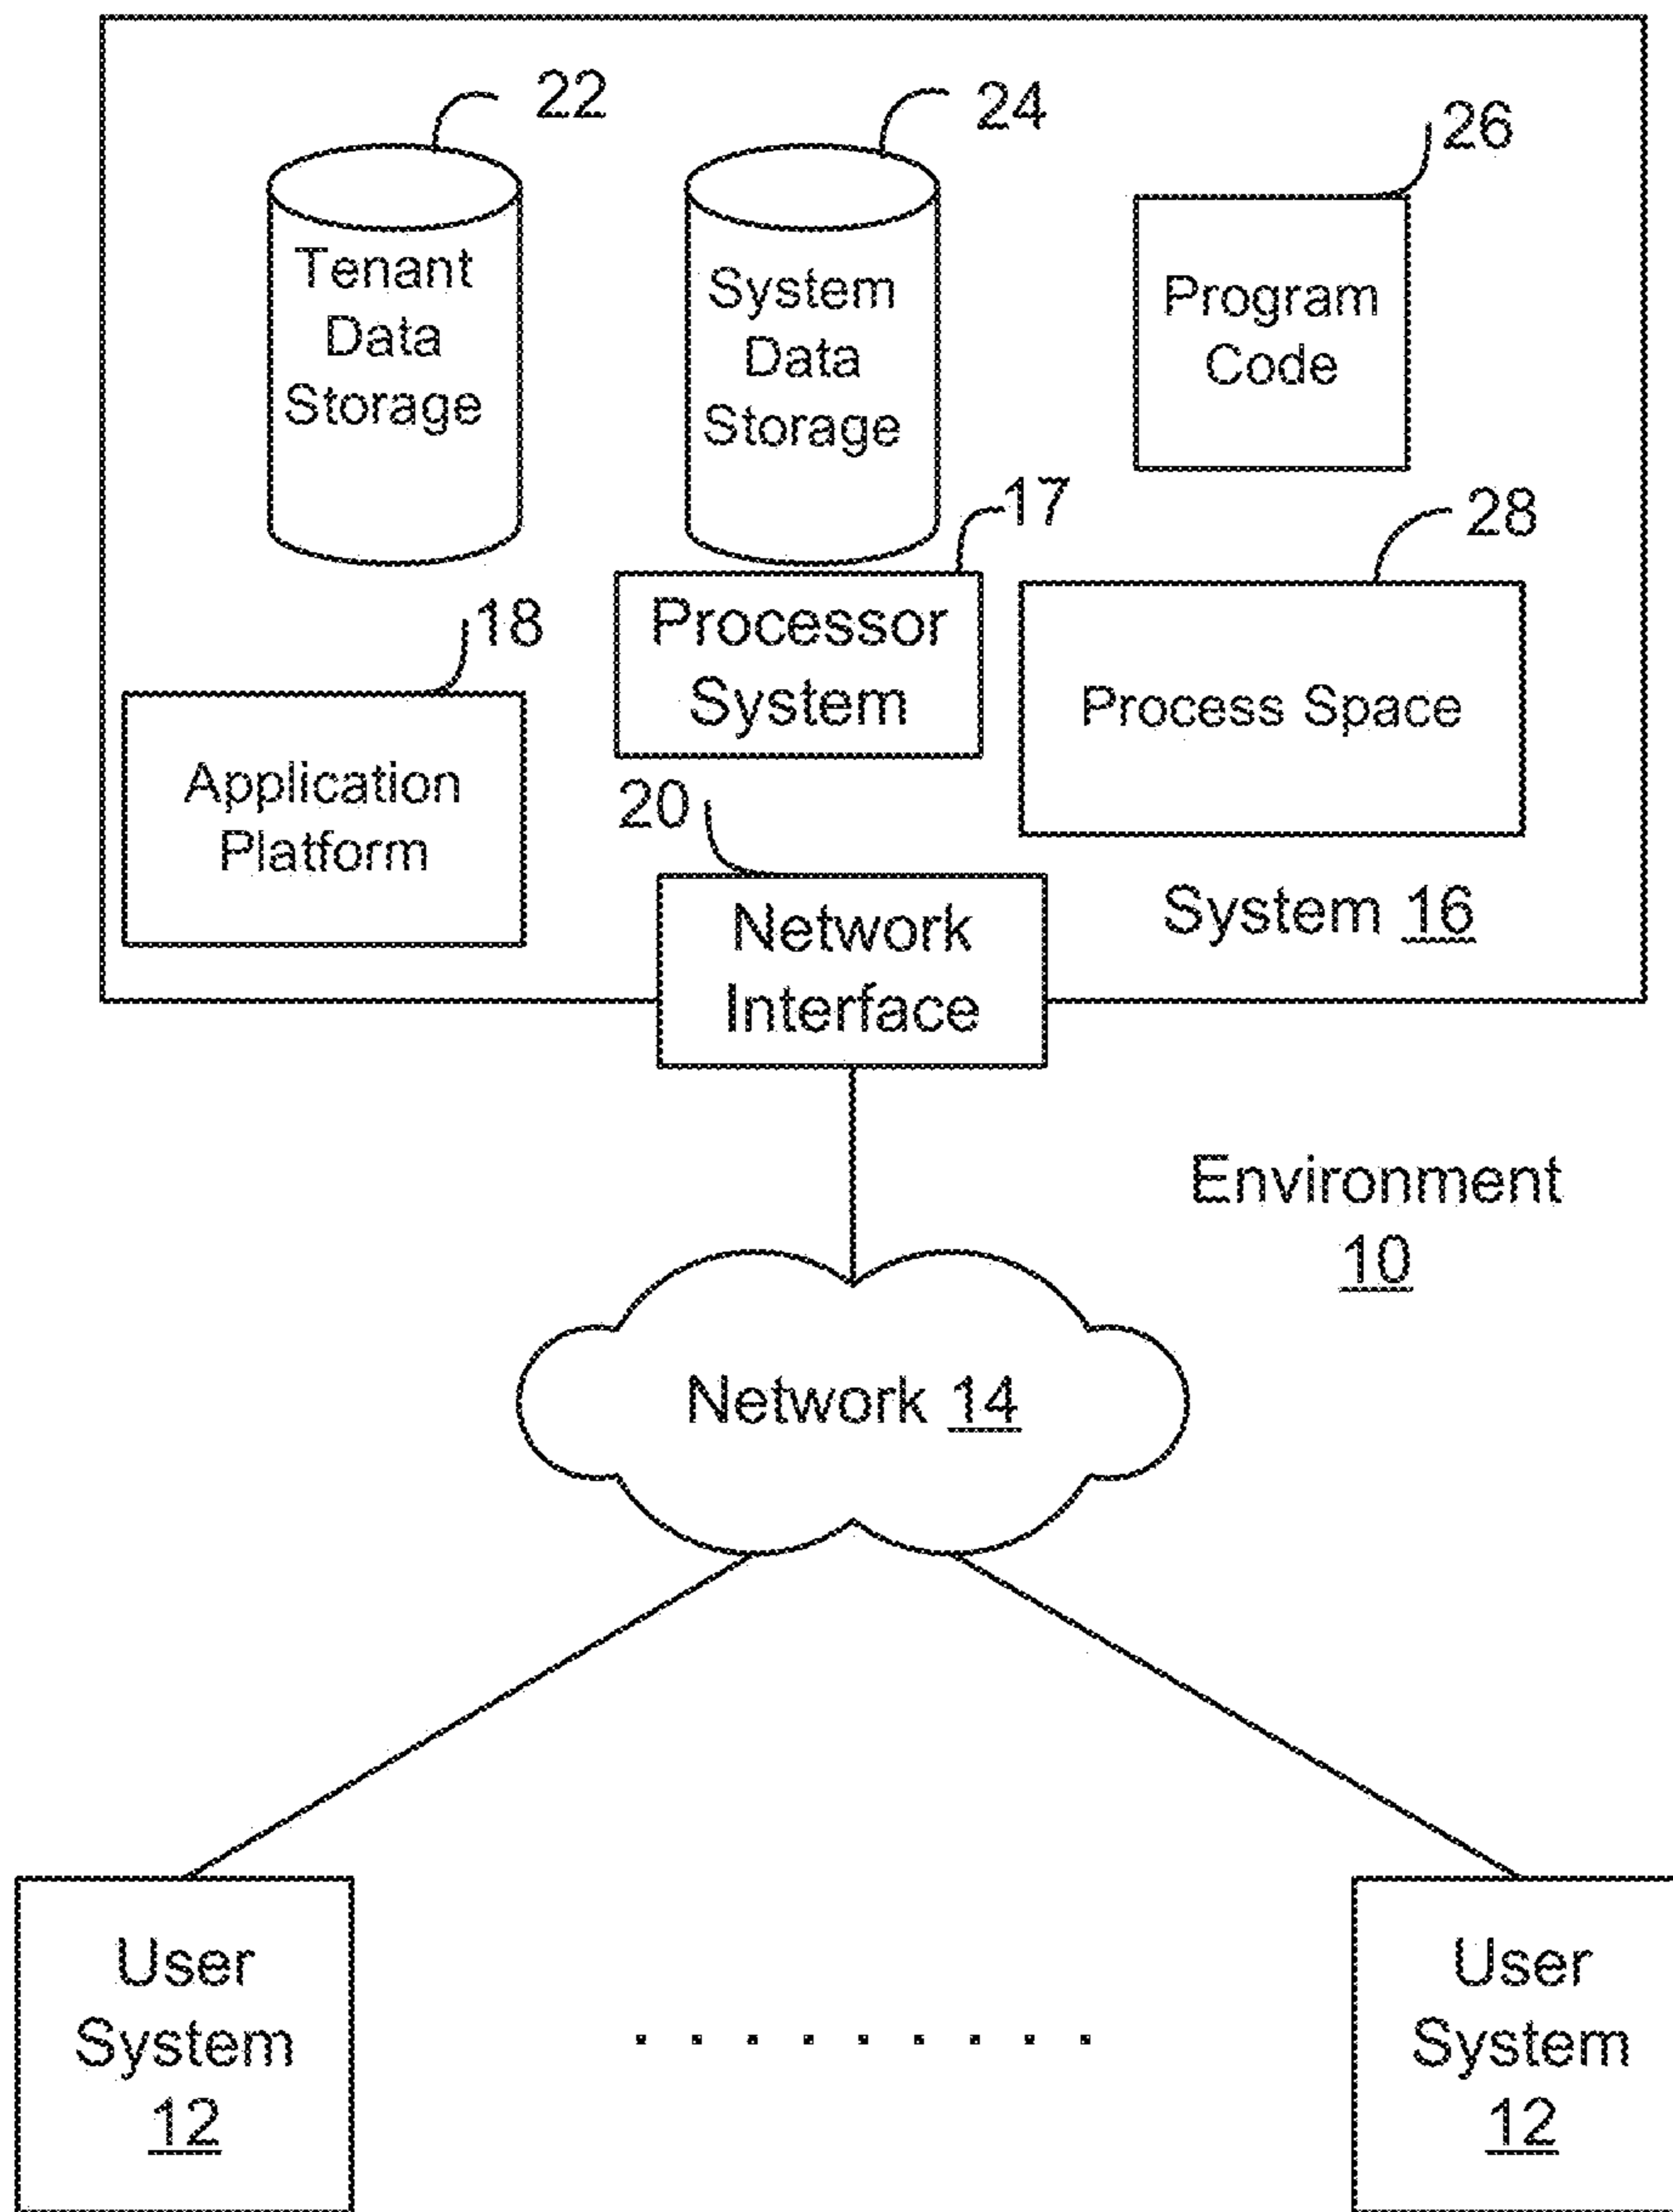 22
24
26
Tenant
Data
Storage
System
Data
Storage
Program
Code
17
28
18
Processor
System
Process Space
Application
Platform
20
System 16
Network
Interface
Environment
10
Network 14
User
System
12
User
System
12